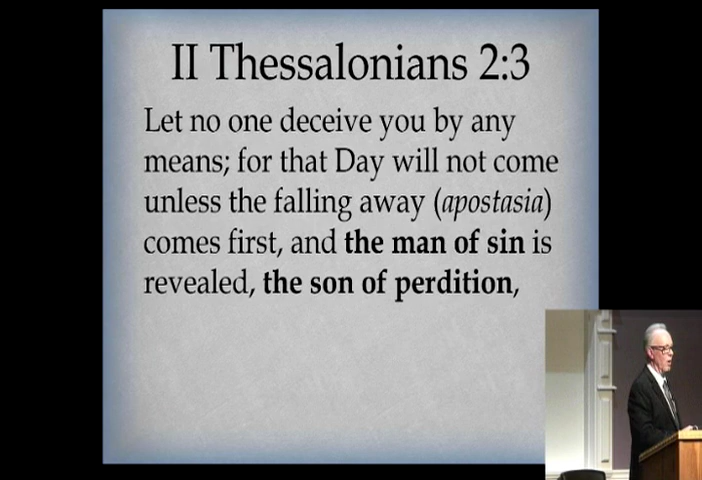 II Thessalonians 2:3
Let no one deceive you by any
means; for that Day will not come
unless the falling away (apostasia)
comes first, and the man of sin is
revealed, the son of perdition,